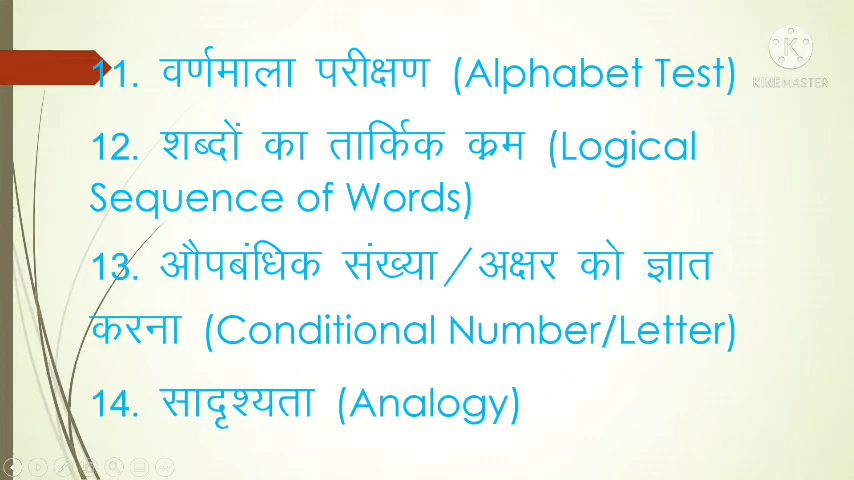 11. वर्णमाला परीक्षण (Alphabet Test)
12. शब्दों का तार्किक क्रम (Logical
Sequence of Words)
13. औपबंधिक संख्या/अक्षर को ज्ञात
करना (Conditional Number/Letter)
14. सादृश्यता (Analogy)
K
KINEMASTER